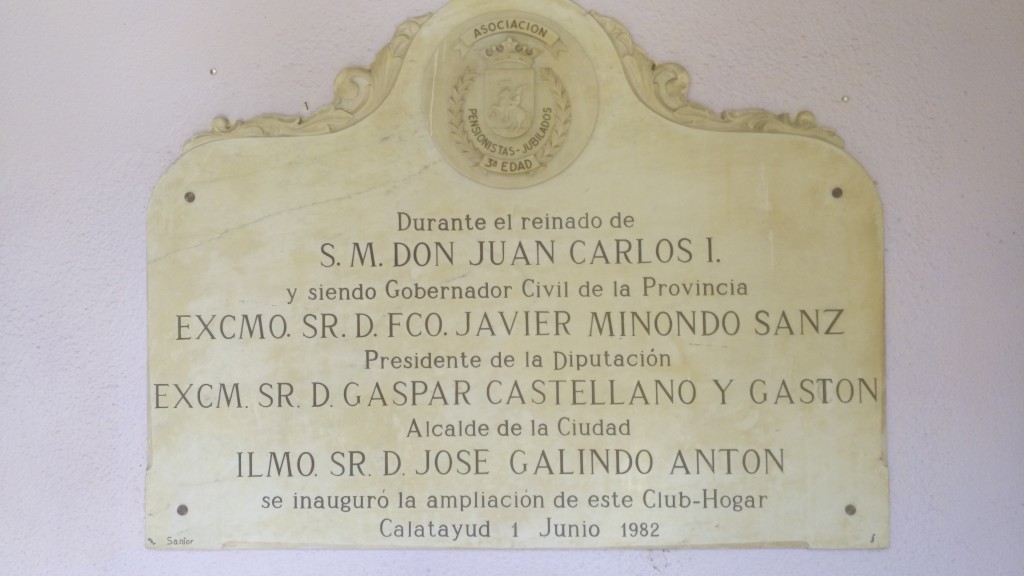 ASOCIACION
PENSIONISTAS-JUBILADOS
3ª EDAD
Durante el reinado de
S. M. DON JUAN CARLOS I.
y siendo Gobernador Civil de la Provincia
EXCMO. SR. D. FCO. JAVIER MINONDO SANZ
Presidente de la Diputación
EXCM. SR. D. GASPAR CASTELLANO Y GASTON
Alcalde de la Ciudad
ILMO. SR. D. JOSE GALINDO ANTON
se inauguró la ampliación de este Club-Hogar
Calatayud 1 Junio 1982